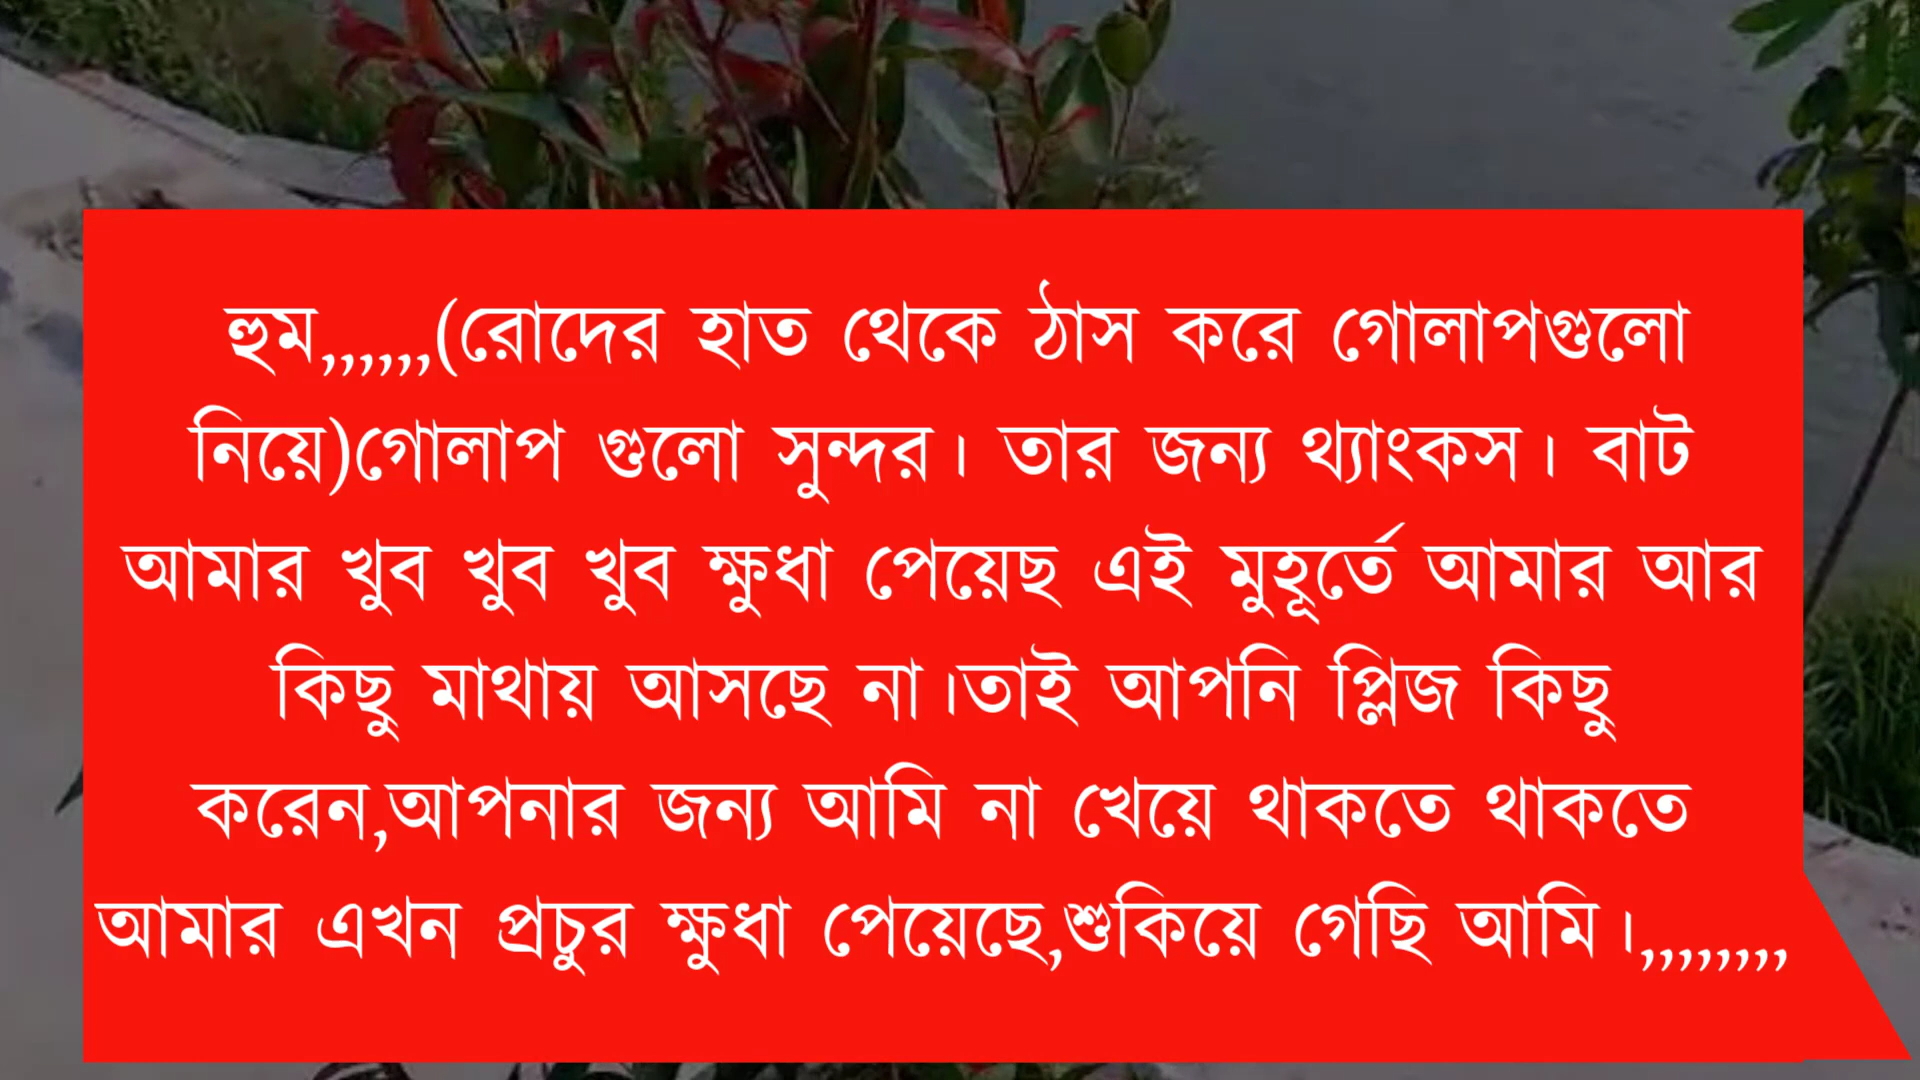 হুম,,,,,,(রোদের হাত থেকে ঠাস করে গোলাপগুলো
নিয়ে)গোলাপ গুলো সুন্দর। তার জন্য থ্যাংকস। বাট
আমার খুব খুব খুব ক্ষুধা পেয়েছ এই মুহূর্তে আমার আর
কিছু মাথায় আসছে না।তাই আপনি প্লিজ কিছু
করেন,আপনার জন্য আমি না খেয়ে থাকতে থাকতে
আমার এখন প্রচুর ক্ষুধা পেয়েছে,শুকিয়ে গেছি আমি।,,,,,,,,